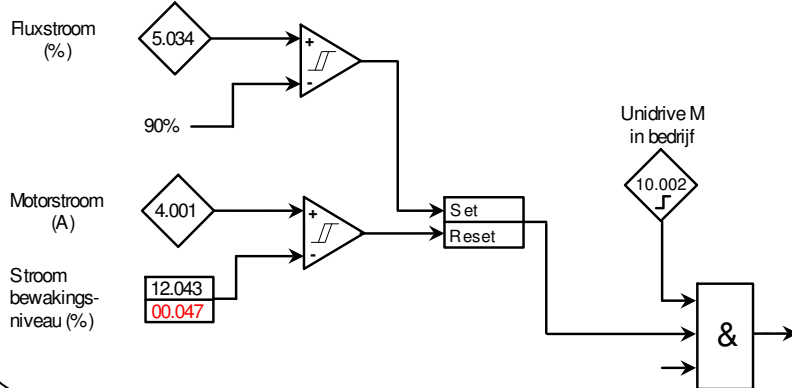 Fluxstroom
(%)
5.034
+
-
90%
Unidrive M
in bedrijf
10.002
Motorstroom
(A)
4.001
+
-
Set
Reset
Stroom
bewakings-
niveau (%)
12.043
00.047
&